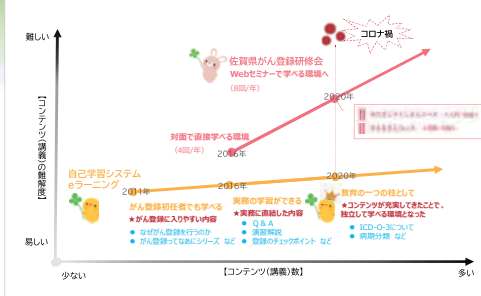 難しい
コロナ禍
佐賀県がん登録研修会
Webセミナーで学べる環境へ
(8回/年)
2020年
【コンテンツ(講義)の難解度】
対面で直接学べる環境
(4回/年)
2016年
自己学習システム
eラーニング
2014年
2016年
2020年
がん登録初任者でも学べる
★がん登録に入りやすい内容
● なぜがん登録を行うのか
● がん登録ってなあにシリーズ など
実務の学習ができる
★実務に直結した内容
● Q&A
● 演習解説
● 登録のチェックポイント など
教育の一つの柱として
★コンテンツが充実してきたことで、
独立して学べる環境となった
● ICD-O-3について
● 病期分類 など
易しい
少ない
【コンテンツ(講義)数】
多い